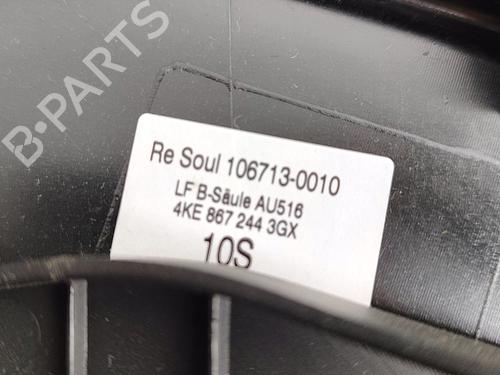 B-PARTS
Re Soul 106713-0010
LF B-Säule AU516
4KE 867 244 3GX
10S